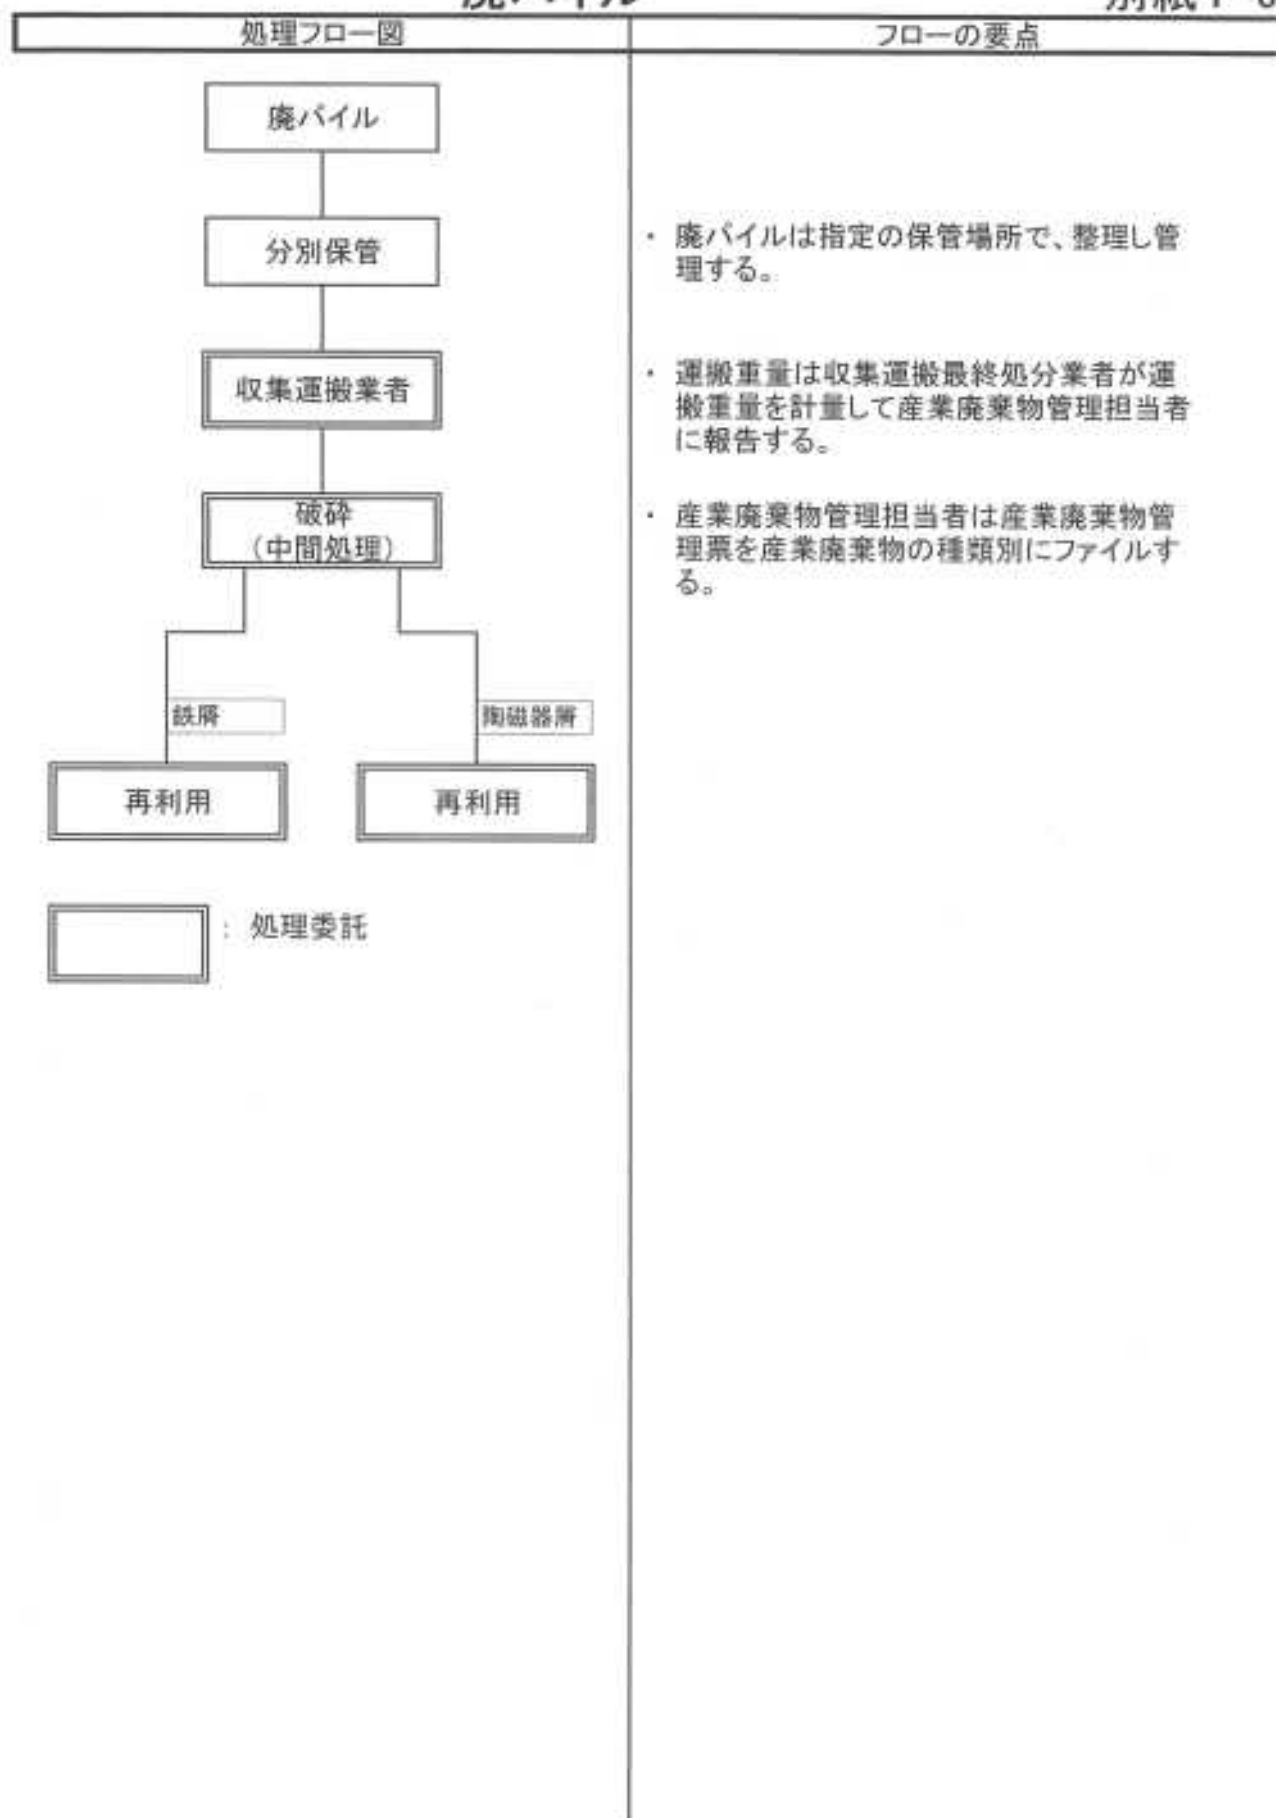 廃パイル
処理フロー図
フローの要点
廃パイル
分別保管
収集運搬業者
破砕
(中間処理)
鉄屑
陶磁器屑
再利用
再利用
: 処理委託
・ 廃パイルは指定の保管場所で、整理し管
理する。
・ 運搬重量は収集運搬最終処分業者が運
搬重量を計量して産業廃棄物管理担当者
に報告する。
・ 産業廃棄物管理担当者は産業廃棄物管
理票を産業廃棄物の種類別にファイルす
る。